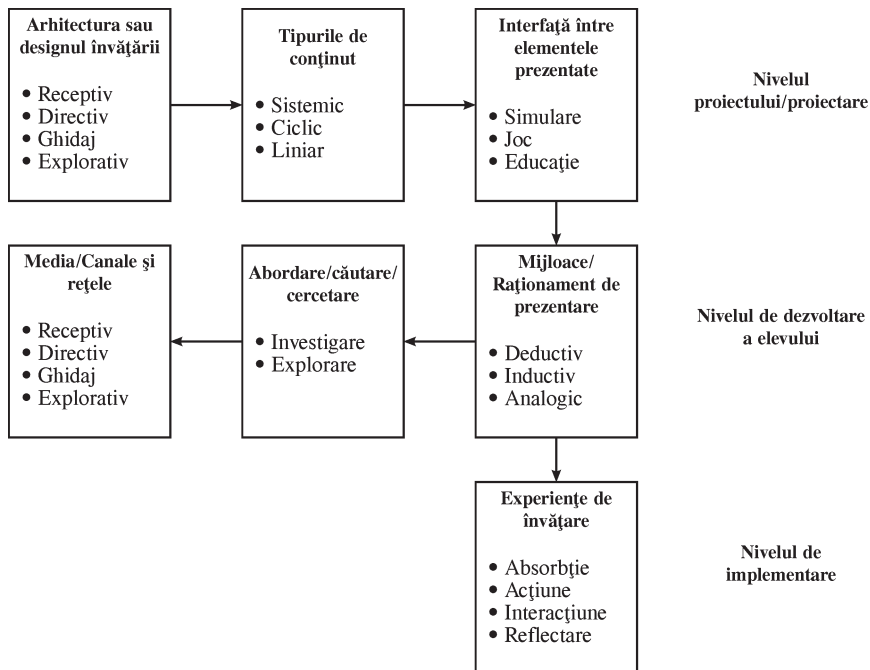 Arhitectura sau
designul învăţării
• Receptiv
• Directiv
• Ghidaj
• Explorativ
Tipurile de
conţinut
• Sistemic
• Ciclic
• Liniar
Interfaţă între
elementele
prezentate
• Simulare
• Joc
• Educaţie
Nivelul
proiectului/proiectare
Media/Canale şi
reţele
• Receptiv
• Directiv
• Ghidaj
• Explorativ
Abordare/căutare/
cercetare
• Investigare
• Explorare
Mijloace/
Raţionament de
prezentare
• Deductiv
• Inductiv
• Analogic
Nivelul de dezvoltare
a elevului
Experienţe de
învăţare
• Absorbţie
• Acţiune
• Interacţiune
• Reflectare
Nivelul de
implementare